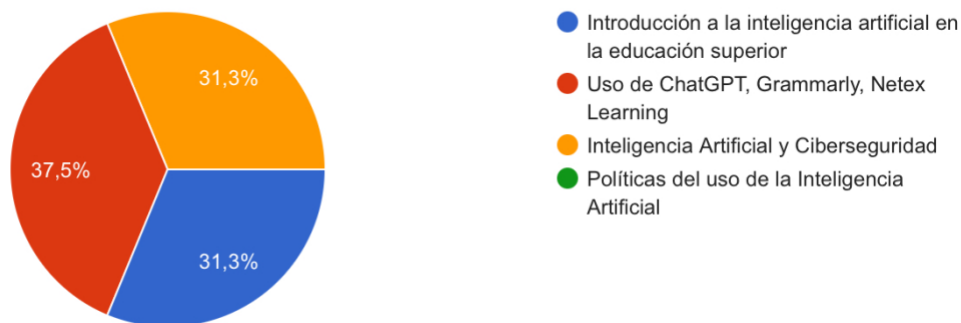 31,3%
37,5%
31,3%
Introducción a la inteligencia artificial en
la educación superior
Uso de ChatGPT, Grammarly, Netex
Learning
Inteligencia Artificial y Ciberseguridad
Políticas del uso de la Inteligencia
Artificial